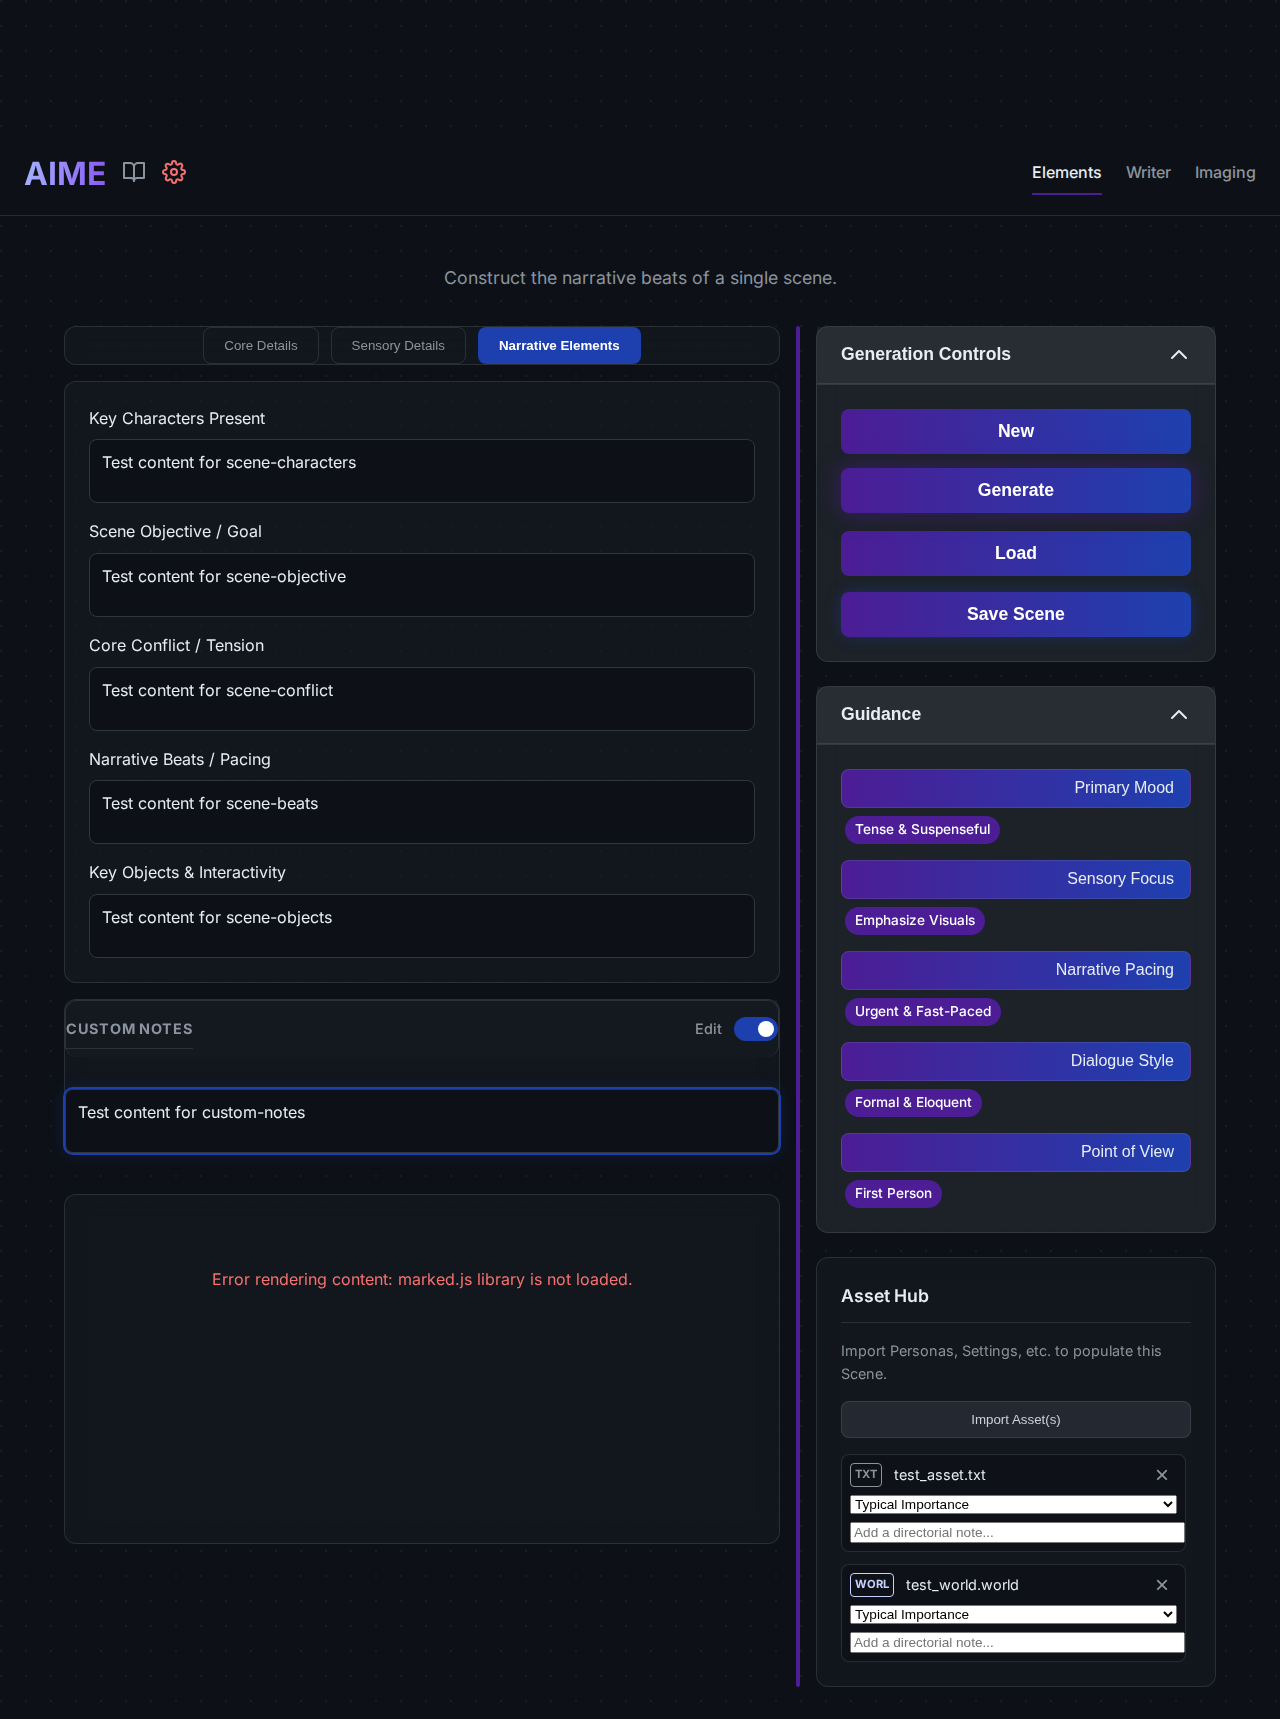 AIME
Elements
Writer
Imaging
Construct the narrative beats of a single scene.
Core Details
Sensory Details
Narrative Elements
Key Characters Present
Test content for scene-characters
Scene Objective / Goal
Test content for scene-objective
Core Conflict / Tension
Test content for scene-conflict
Narrative Beats / Pacing
Test content for scene-beats
Key Objects & Interactivity
Test content for scene-objects
CUSTOM NOTES
Edit
Test content for custom-notes
Error rendering content: marked.js library is not loaded.
Generation Controls
New
Generate
Load
Save Scene
Guidance
Primary Mood
Tense & Suspenseful
Sensory Focus
Emphasize Visuals
Narrative Pacing
Urgent & Fast-Paced
Dialogue Style
Formal & Eloquent
Point of View
First Person
Asset Hub
Import Personas, Settings, etc. to populate this
Scene.
Import Asset(s)
TXT
test_asset.txt
Typical Importance
Add a directorial note...
WORL
test_world.world
Typical Importance
Add a directorial note...